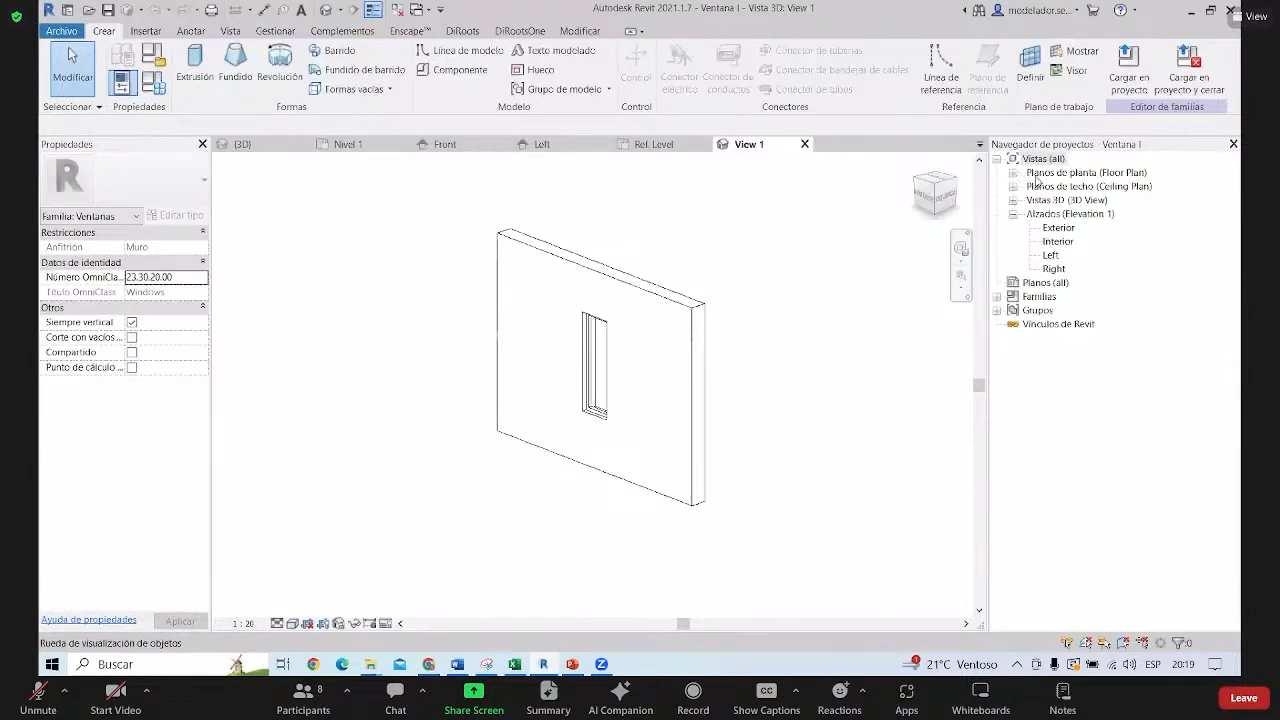 Autodesk Revit 2021.1.7 - Ventana I - Vista 3D: View 1
modelador.se...
View
Archivo Crear Insertar Anotar Vista Gestionar Complementos Enscape™ DiRoots DiRootsOne Modificar
Modificar
Extrusión Fundido Revolución
Barrido
Fundido de barrido
Formas vacías
Línea de modelo
Componente
Texto modelado
Hueco
Grupo de modelo
Control
Conector eléctrico
Conector de conductos
Conector de tuberías
Conector de bandejas de cables
Conector de tubos
Línea de referencia
Plano de referencia
Definir
Mostrar
Visor
Cargar en proyecto
Cargar en proyecto y cerrar
Seleccionar Propiedades Formas Modelo Control Conectores Referencia Plano de trabajo Editor de familias
Propiedades
(3D) Nivel 1 Front Left Ref. Level View 1
Navegador de proyectos - Ventana I
Familia: Ventanas Editar tipo
Restricciones
Anfitrión Muro
Datos de identidad
Número OmniCla... 23.30.20.00
Título OmniClass Windows
Otros
Siempre vertical
Corte con vacíos ...
Compartido
Punto de cálculo ...
Vistas (all)
Planos de planta (Floor Plan)
Planos de techo (Ceiling Plan)
Vistas 3D (3D View)
Alzados (Elevation 1)
Exterior
Interior
Left
Right
Planos (all)
Familias
Grupos
Vínculos de Revit
Ayuda de propiedades Aplicar
1 : 20
Rueda de visualización de objetos
:0
Buscar
21°C Ventoso ESP 20:19
Unmute Start Video Participants 8 Chat Share Screen Summary AI Companion Record Show Captions Reactions Apps Whiteboards Notes Leave